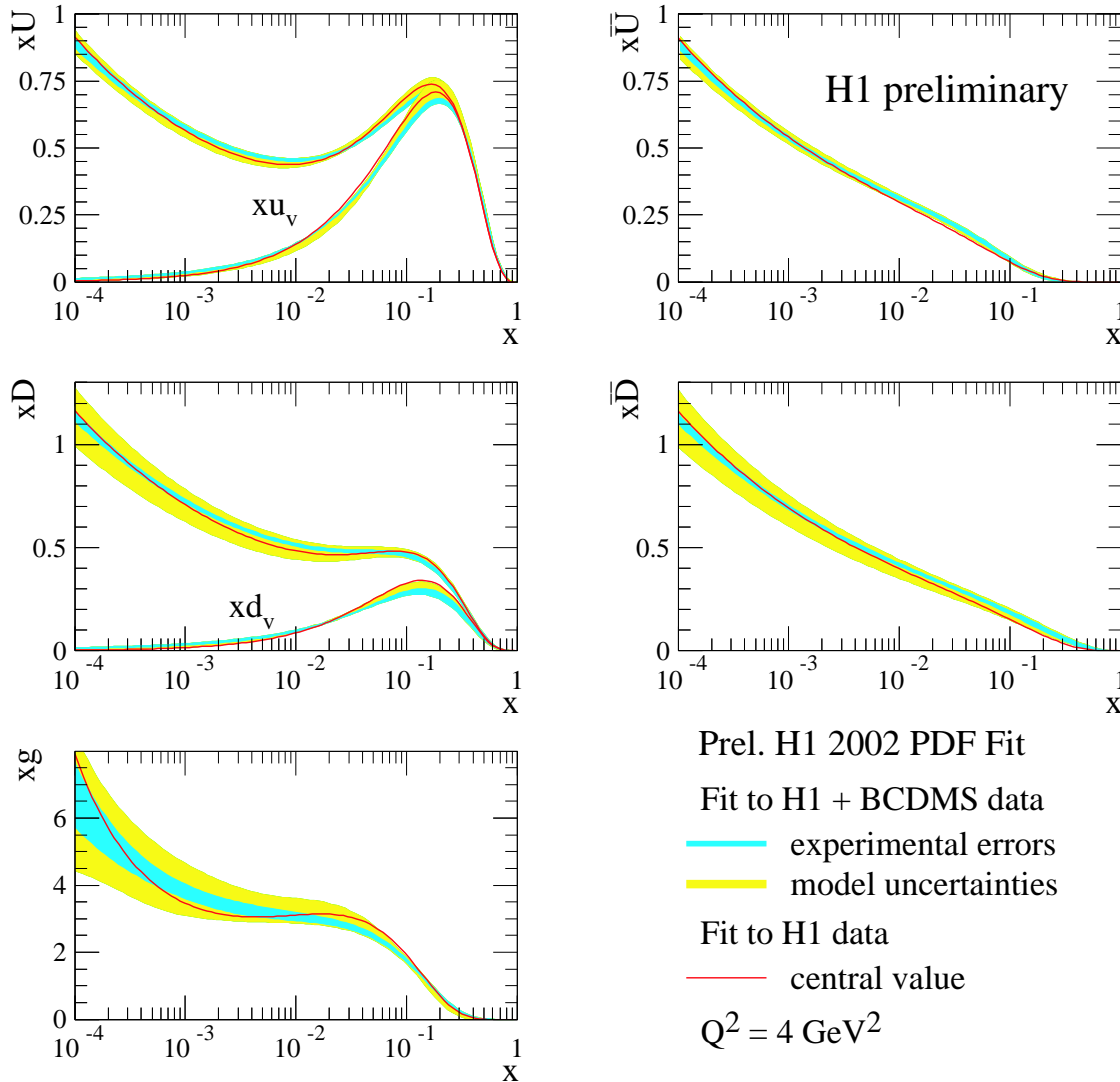 xU
1
0.75
0.5
0.25
0
xu_v
10^-4 10^-3 10^-2 10^-1 1
x
xU̅
1
0.75
0.5
0.25
0
H1 preliminary
10^-4 10^-3 10^-2 10^-1 1
x
xD
1
0.5
0
xd_v
10^-4 10^-3 10^-2 10^-1 1
x
xD̅
1
0.5
0
10^-4 10^-3 10^-2 10^-1 1
x
xg
6
4
2
0
10^-4 10^-3 10^-2 10^-1 1
x
Prel. H1 2002 PDF Fit
Fit to H1 + BCDMS data
experimental errors
model uncertainties
Fit to H1 data
central value
Q² = 4 GeV²